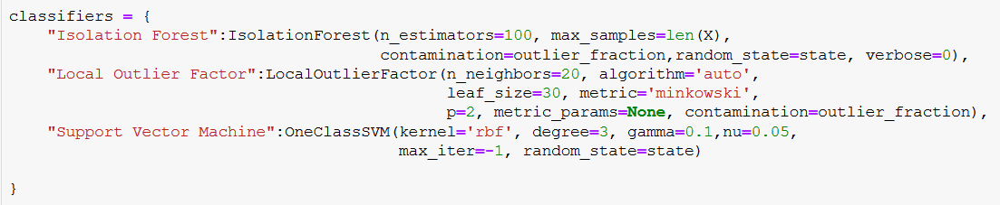 classifiers = {
    "Isolation Forest":IsolationForest(n_estimators=100, max_samples=len(X),
                                       contamination=outlier_fraction,random_state=state, verbose=0),
    "Local Outlier Factor":LocalOutlierFactor(n_neighbors=20, algorithm='auto',
                                              leaf_size=30, metric='minkowski',
                                              p=2, metric_params=None, contamination=outlier_fraction),
    "Support Vector Machine":OneClassSVM(kernel='rbf', degree=3, gamma=0.1,nu=0.05,
                                         max_iter=-1, random_state=state)
}